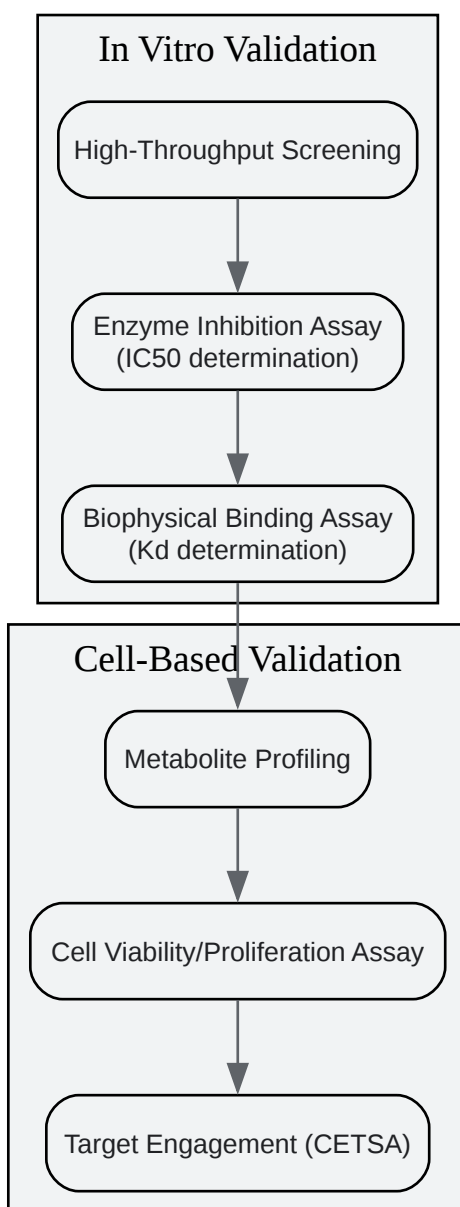 In Vitro Validation
High-Throughput Screening
Enzyme Inhibition Assay
(IC50 determination)
Biophysical Binding Assay
(Kd determination)
Cell-Based Validation
Metabolite Profiling
Cell Viability/Proliferation Assay
Target Engagement (CETSA)